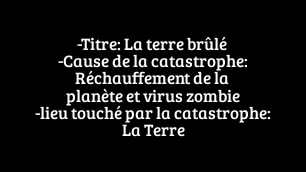 -Titre: La terre brûlé
-Cause de la catastrophe:
Réchauffement de la
planète et virus zombie
-lieu touché par la catastrophe:
La Terre